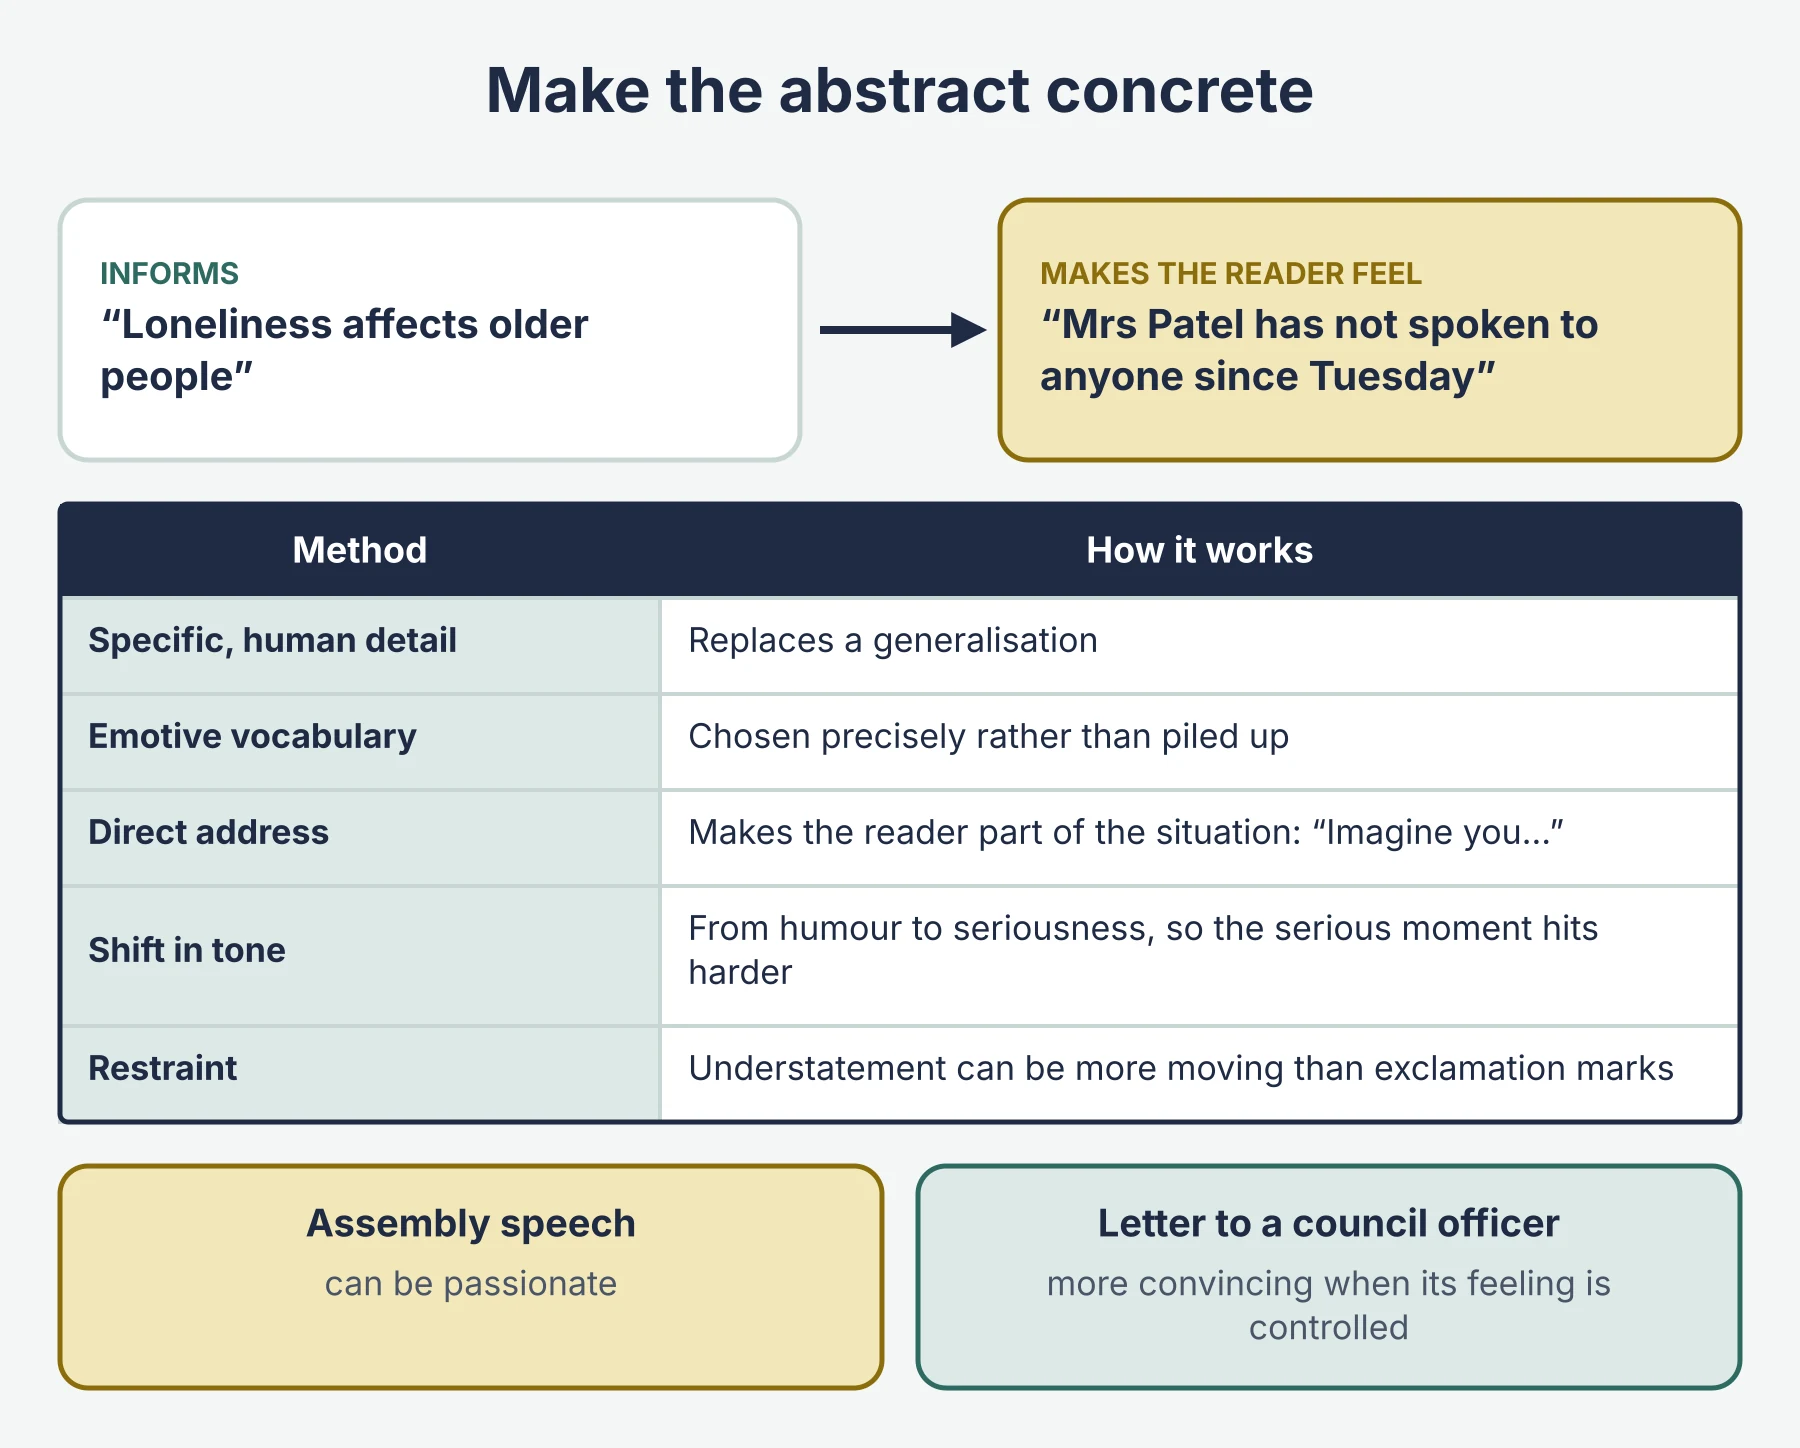 Make the abstract concrete
INFORMS
“Loneliness affects older
people”
MAKES THE READER FEEL
“Mrs Patel has not spoken to
anyone since Tuesday”
Method
How it works
Specific, human detail
Replaces a generalisation
Emotive vocabulary
Chosen precisely rather than piled up
Direct address
Makes the reader part of the situation: “Imagine you...”
Shift in tone
From humour to seriousness, so the serious moment hits
harder
Restraint
Understatement can be more moving than exclamation marks
Assembly speech
can be passionate
Letter to a council officer
more convincing when its feeling is
controlled